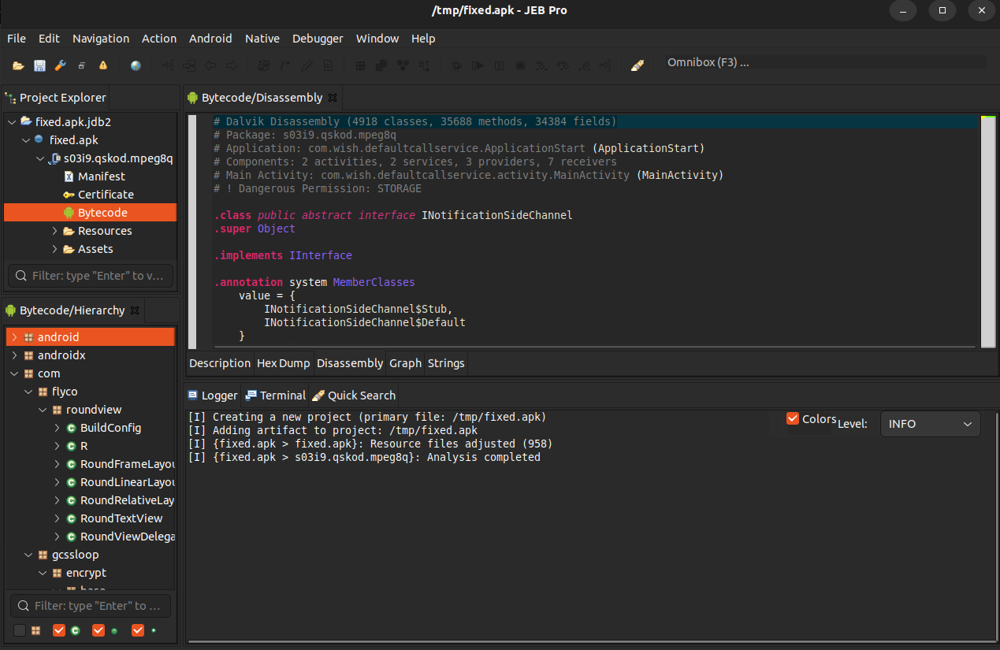 /tmp/fixed.apk - JEB Pro
File Edit Navigation Action Android Native Debugger Window Help
Omnibox (F3) ...
Project Explorer
fixed.apk.jdb2
fixed.apk
s03i9.qskod.mpeg8q
Manifest
Certificate
Bytecode
Resources
Assets
Filter: type "Enter" to v...
Bytecode/Hierarchy
android
androidx
com
flyco
roundview
BuildConfig
R
RoundFrameLayou
RoundLinearLayou
RoundRelativeLay
RoundTextView
RoundViewDelega
gcssloop
encrypt
base
Filter: type "Enter" to ...
Bytecode/Disassembly
# Dalvik Disassembly (4918 classes, 35688 methods, 34384 fields)
# Package: s03i9.qskod.mpeg8q
# Application: com.wish.defaultcallservice.ApplicationStart (ApplicationStart)
# Components: 2 activities, 2 services, 3 providers, 7 receivers
# Main Activity: com.wish.defaultcallservice.activity.MainActivity (MainActivity)
# ! Dangerous Permission: STORAGE
.class public abstract interface INotificationSideChannel
.super Object
.implements IInterface
.annotation system MemberClasses
value = {
INotificationSideChannel$Stub,
INotificationSideChannel$Default
}
Description Hex Dump Disassembly Graph Strings
Logger Terminal Quick Search
[I] Creating a new project (primary file: /tmp/fixed.apk)
[I] Adding artifact to project: /tmp/fixed.apk
[I] {fixed.apk > fixed.apk}: Resource files adjusted (958)
[I] {fixed.apk > s03i9.qskod.mpeg8q}: Analysis completed
Colors Level: INFO